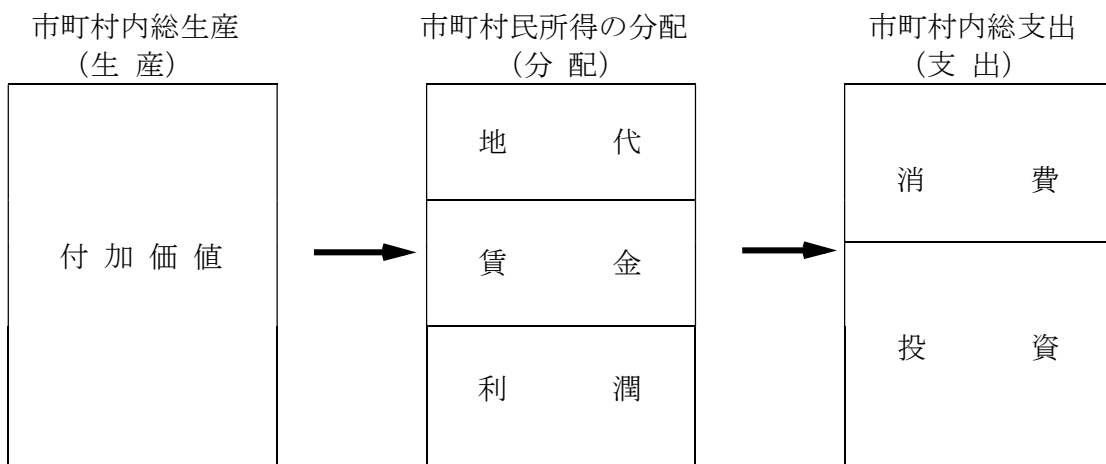 市町村内総生産
（生 産）
付 加 価 値
市町村民所得の分配
（分 配）
地 代
賃 金
利 潤
市町村内総支出
（支 出）
消 費
投 資